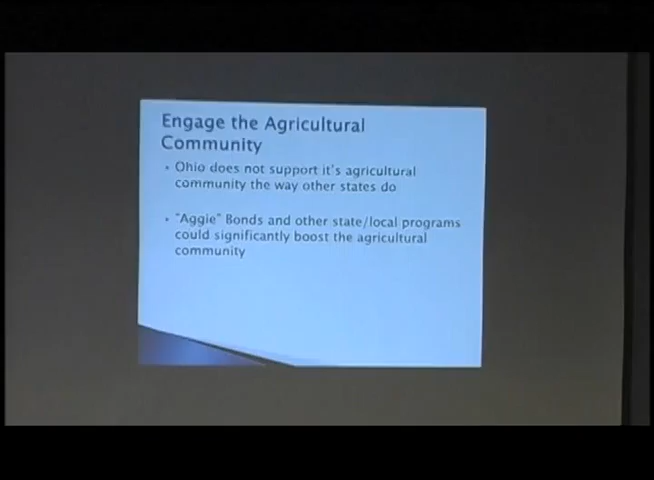 Engage the Agricultural
Community
• Ohio does not support it's agricultural
community the way other states do
• "Aggie" Bonds and other state/local programs
could significantly boost the agricultural
community